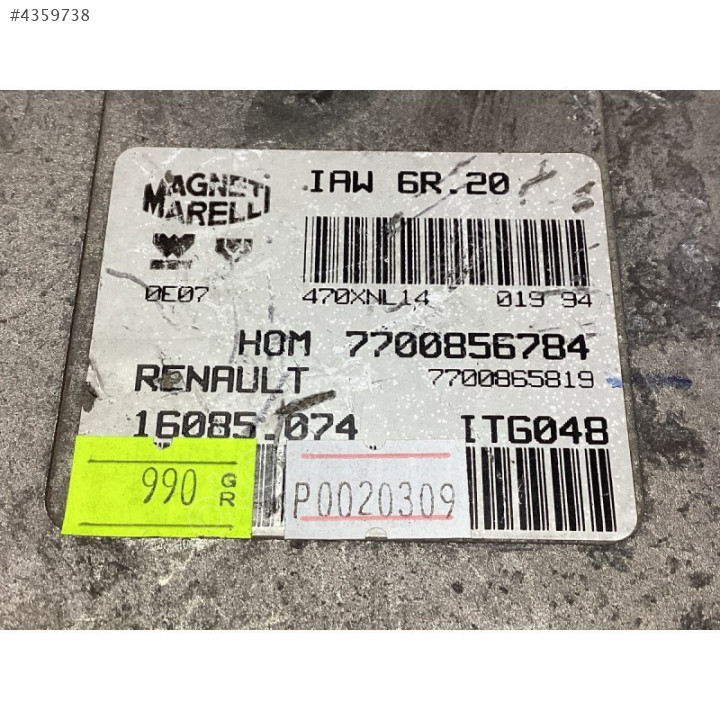 #4359738
MAGNETI MARELLI
IAW 6R.20
0E07
470XNL14 019 94
HOM 7700856784
RENAULT 7700865819
16085.074 ITG048
990 GR
P0020309